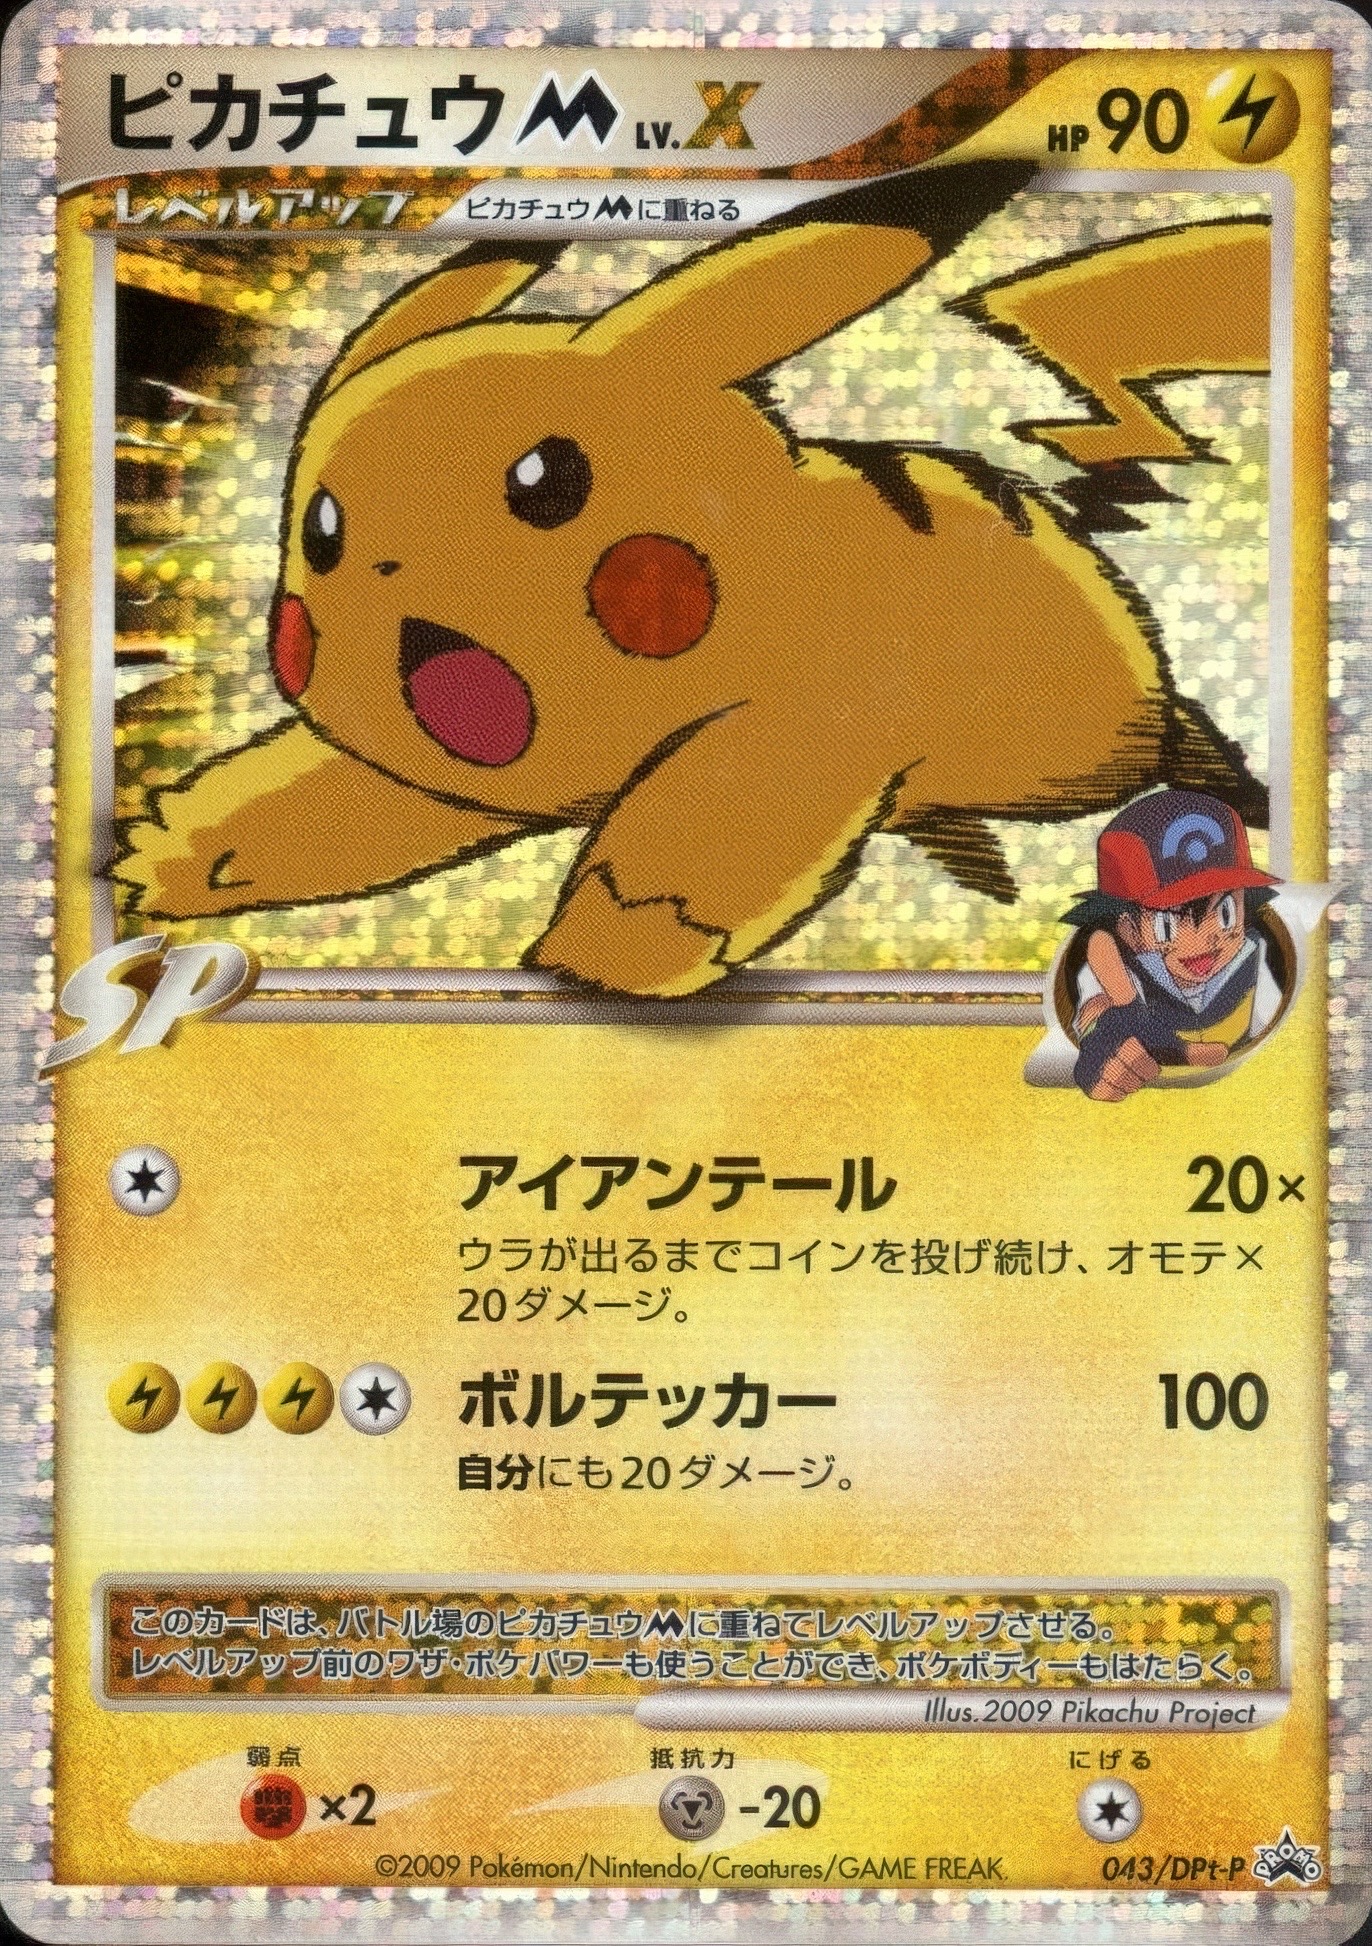 ピカチュウM LV.X HP 90
レベルアップ ピカチュウMに重ねる
SP
アイアンテール 20×
ウラが出るまでコインを投げ続け、オモテ×
20ダメージ。
ボルテッカー 100
自分にも20ダメージ。
このカードは、バトル場のピカチュウMに重ねてレベルアップさせる。
レベルアップ前のワザ・ポケパワーも使うことができ、ポケボディーもはたらく。
Illus.2009 Pikachu Project
弱点 抵抗力 にげる
×2 -20
©2009 Pokémon/Nintendo/Creatures/GAME FREAK.
043/DPt-P PROMO